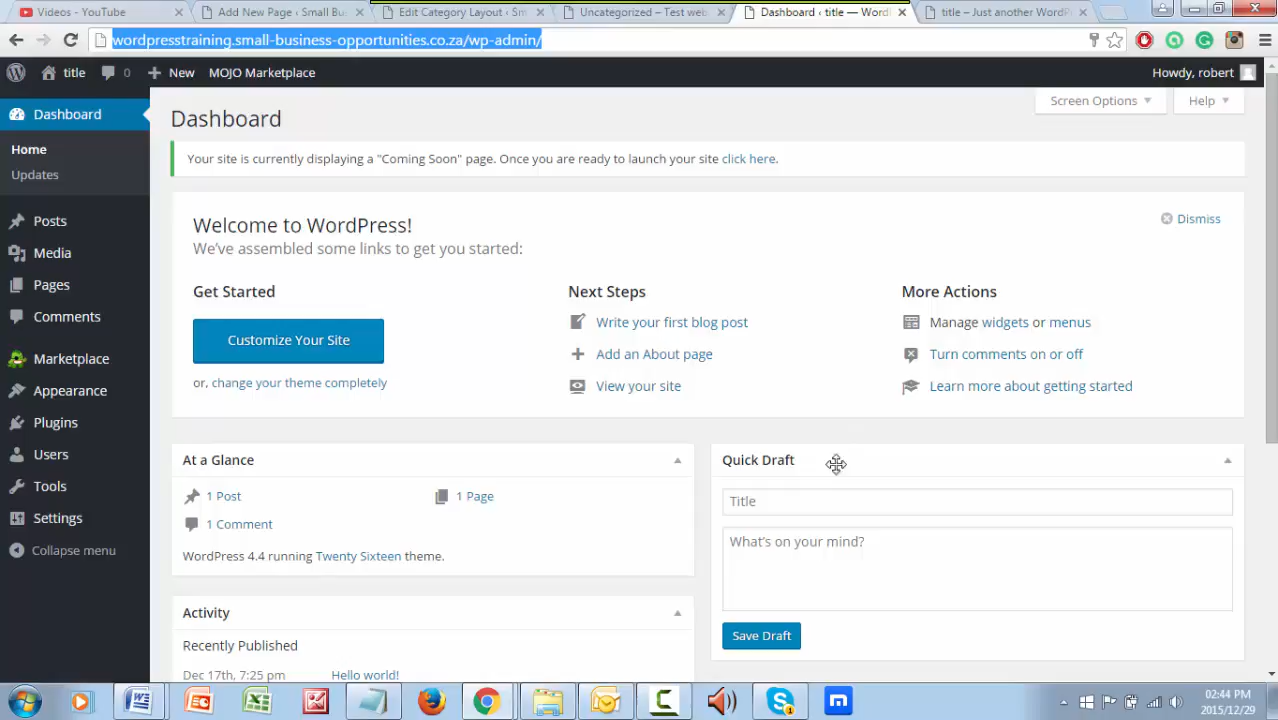 Videos - YouTube
Add New Page ‹ Small Bu
Edit Category Layout ‹ Sm
Uncategorized – Test web
Dashboard ‹ title — Word
title – Just another WordP
wordpresstraining.small-business-opportunities.co.za/wp-admin/
title 0 New MOJO Marketplace Howdy, robert
Dashboard
Home
Updates
Posts
Media
Pages
Comments
Marketplace
Appearance
Plugins
Users
Tools
Settings
Collapse menu
Screen Options
Help
Dashboard
Your site is currently displaying a "Coming Soon" page. Once you are ready to launch your site click here.
Welcome to WordPress!
Dismiss
We've assembled some links to get you started:
Get Started
Customize Your Site
or, change your theme completely
Next Steps
Write your first blog post
Add an About page
View your site
More Actions
Manage widgets or menus
Turn comments on or off
Learn more about getting started
At a Glance
1 Post
1 Page
1 Comment
WordPress 4.4 running Twenty Sixteen theme.
Activity
Recently Published
Dec 17th, 7:25 pm Hello world!
Quick Draft
Title
What's on your mind?
Save Draft
02:44 PM
2015/12/29